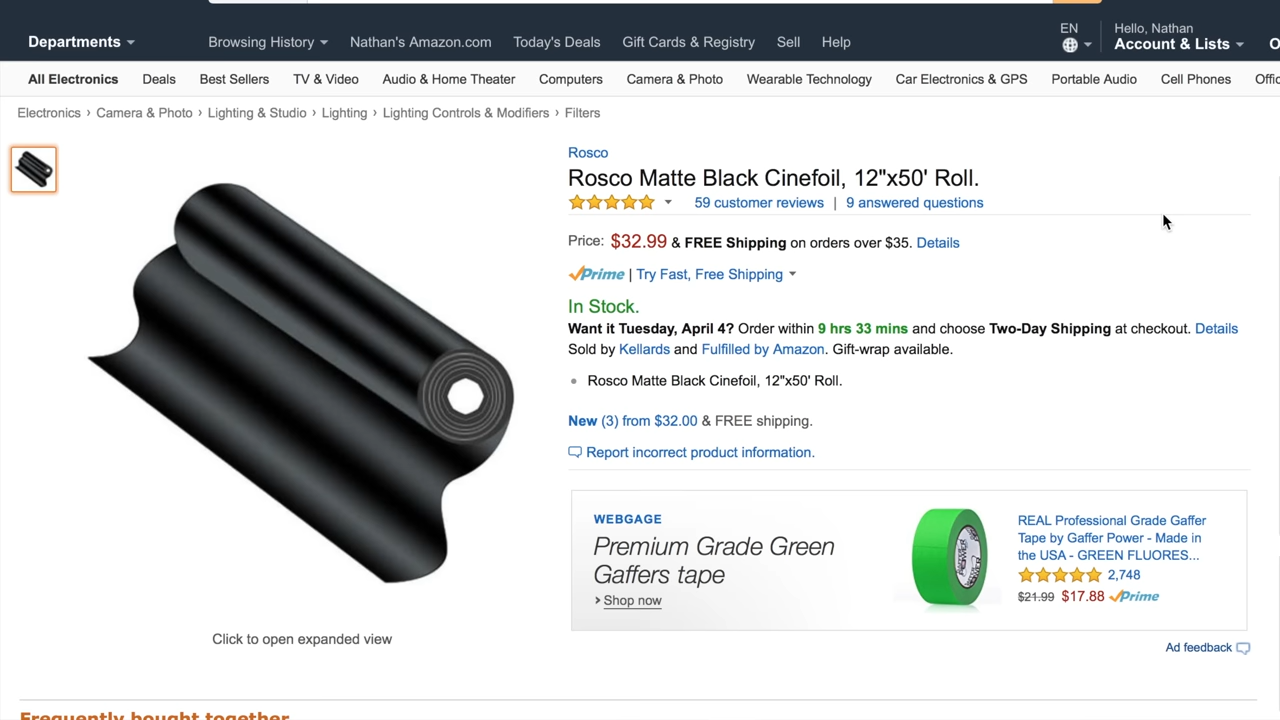 Departments
Browsing History
Nathan's Amazon.com
Today's Deals
Gift Cards & Registry
Sell
Help
EN
Hello, Nathan
Account & Lists
All Electronics
Deals
Best Sellers
TV & Video
Audio & Home Theater
Computers
Camera & Photo
Wearable Technology
Car Electronics & GPS
Portable Audio
Cell Phones
Electronics › Camera & Photo › Lighting & Studio › Lighting › Lighting Controls & Modifiers › Filters
Rosco
Rosco Matte Black Cinefoil, 12"x50' Roll.
59 customer reviews | 9 answered questions
Price: $32.99 & FREE Shipping on orders over $35. Details
Prime | Try Fast, Free Shipping
In Stock.
Want it Tuesday, April 4? Order within 9 hrs 33 mins and choose Two-Day Shipping at checkout. Details
Sold by Kellards and Fulfilled by Amazon. Gift-wrap available.
Rosco Matte Black Cinefoil, 12"x50' Roll.
New (3) from $32.00 & FREE shipping.
Report incorrect product information.
WEBGAGE
Premium Grade Green
Gaffers tape
Shop now
REAL Professional Grade Gaffer
Tape by Gaffer Power - Made in
the USA - GREEN FLUORES...
2,748
$21.99 $17.88 Prime
Ad feedback
Click to open expanded view
Frequently bought together